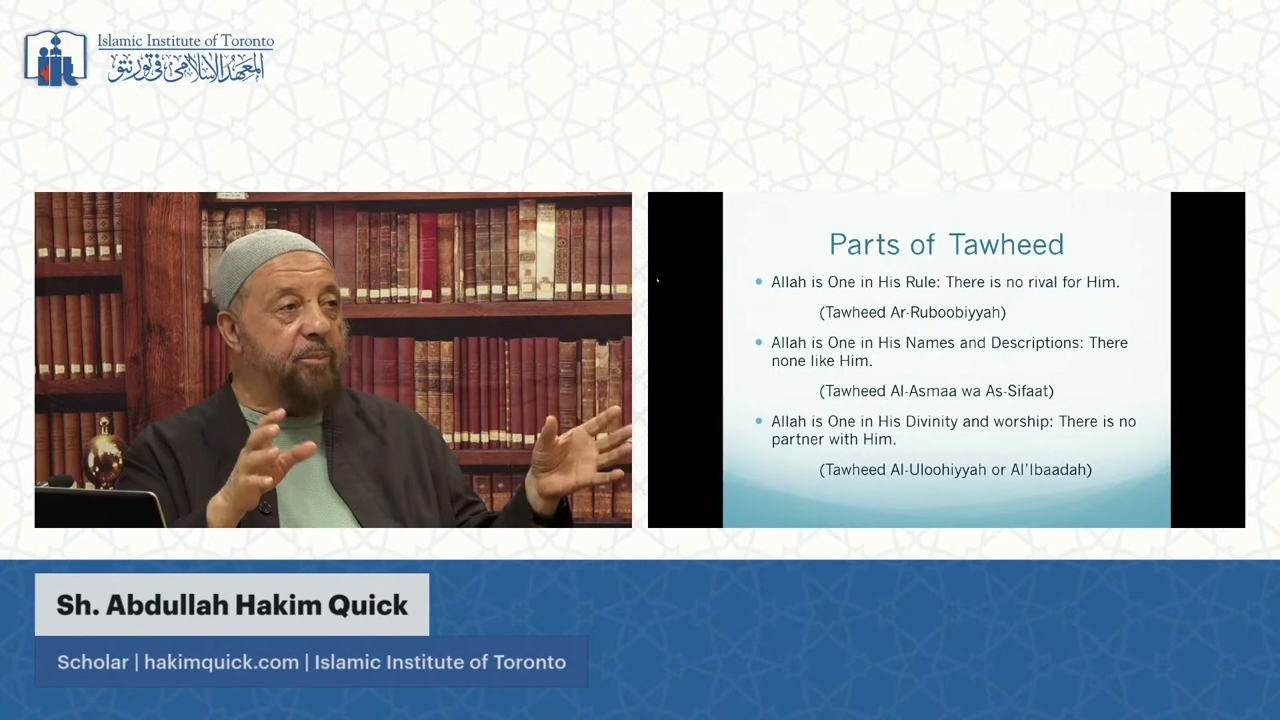 Islamic Institute of Toronto
المعهد الإسلامي في تورنتو
Parts of Tawheed
• Allah is One in His Rule: There is no rival for Him.
(Tawheed Ar-Ruboobiyyah)
• Allah is One in His Names and Descriptions: There
none like Him.
(Tawheed Al-Asmaa wa As-Sifaat)
• Allah is One in His Divinity and worship: There is no
partner with Him.
(Tawheed Al-Uloohiyyah or Al'Ibaadah)
Sh. Abdullah Hakim Quick
Scholar | hakimquick.com | Islamic Institute of Toronto